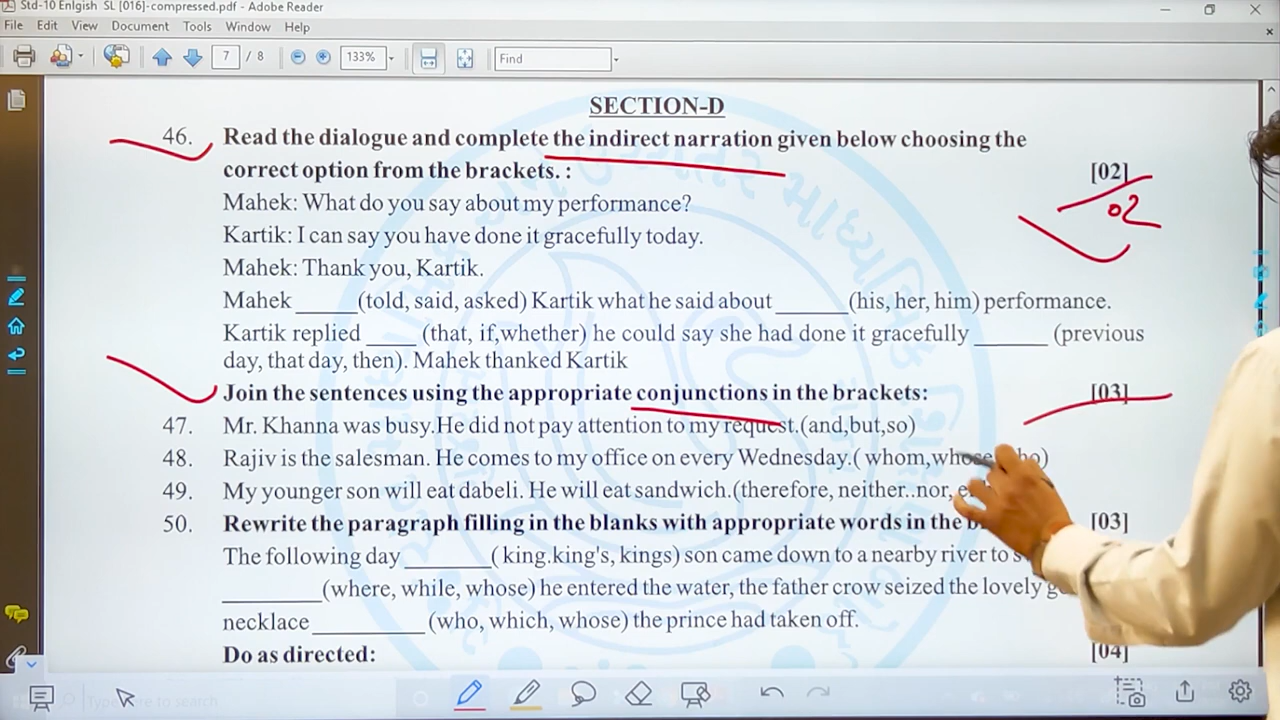 Std-10 Enlgish SL [016]-compressed.pdf - Adobe Reader
File Edit View Document Tools Window Help
7 / 8 133% Find
SECTION-D
46. Read the dialogue and complete the indirect narration given below choosing the
correct option from the brackets. : [02]
02
Mahek: What do you say about my performance?
Kartik: I can say you have done it gracefully today.
Mahek: Thank you, Kartik.
Mahek _____(told, said, asked) Kartik what he said about ______ (his, her, him) performance.
Kartik replied ____ (that, if,whether) he could say she had done it gracefully ______ (previous
day, that day, then). Mahek thanked Kartik
Join the sentences using the appropriate conjunctions in the brackets: [03]
47. Mr. Khanna was busy.He did not pay attention to my request.(and,but,so)
48. Rajiv is the salesman. He comes to my office on every Wednesday.( whom,whose
49. My younger son will eat dabeli. He will eat sandwich.(therefore, neither..nor,
50. Rewrite the paragraph filling in the blanks with appropriate words in the [03]
The following day _______( king.king's, kings) son came down to a nearby river to
________(where, while, whose) he entered the water, the father crow seized the lovely
necklace _________ (who, which, whose) the prince had taken off.
Do as directed: [04]
Type here to search